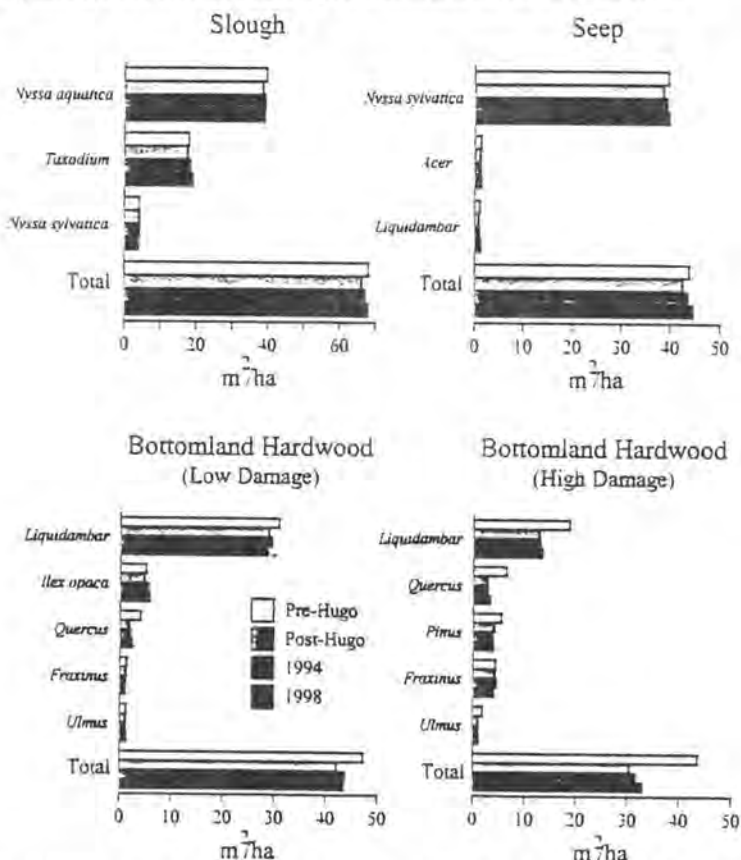 Slough
Nyssa aquatica
Taxodium
Nyssa sylvatica
Total
0 20 40 60
m²/ha
Seep
Nyssa sylvatica
Acer
Liquidambar
Total
0 10 20 30 40 50
m²/ha
Bottomland Hardwood
(Low Damage)
Liquidambar
Ilex opaca
Quercus
Fraxinus
Ulmus
Total
Pre-Hugo
Post-Hugo
1994
1998
0 10 20 30 40 50
m²/ha
Bottomland Hardwood
(High Damage)
Liquidambar
Quercus
Pinus
Fraxinus
Ulmus
Total
0 10 20 30 40 50
m²/ha